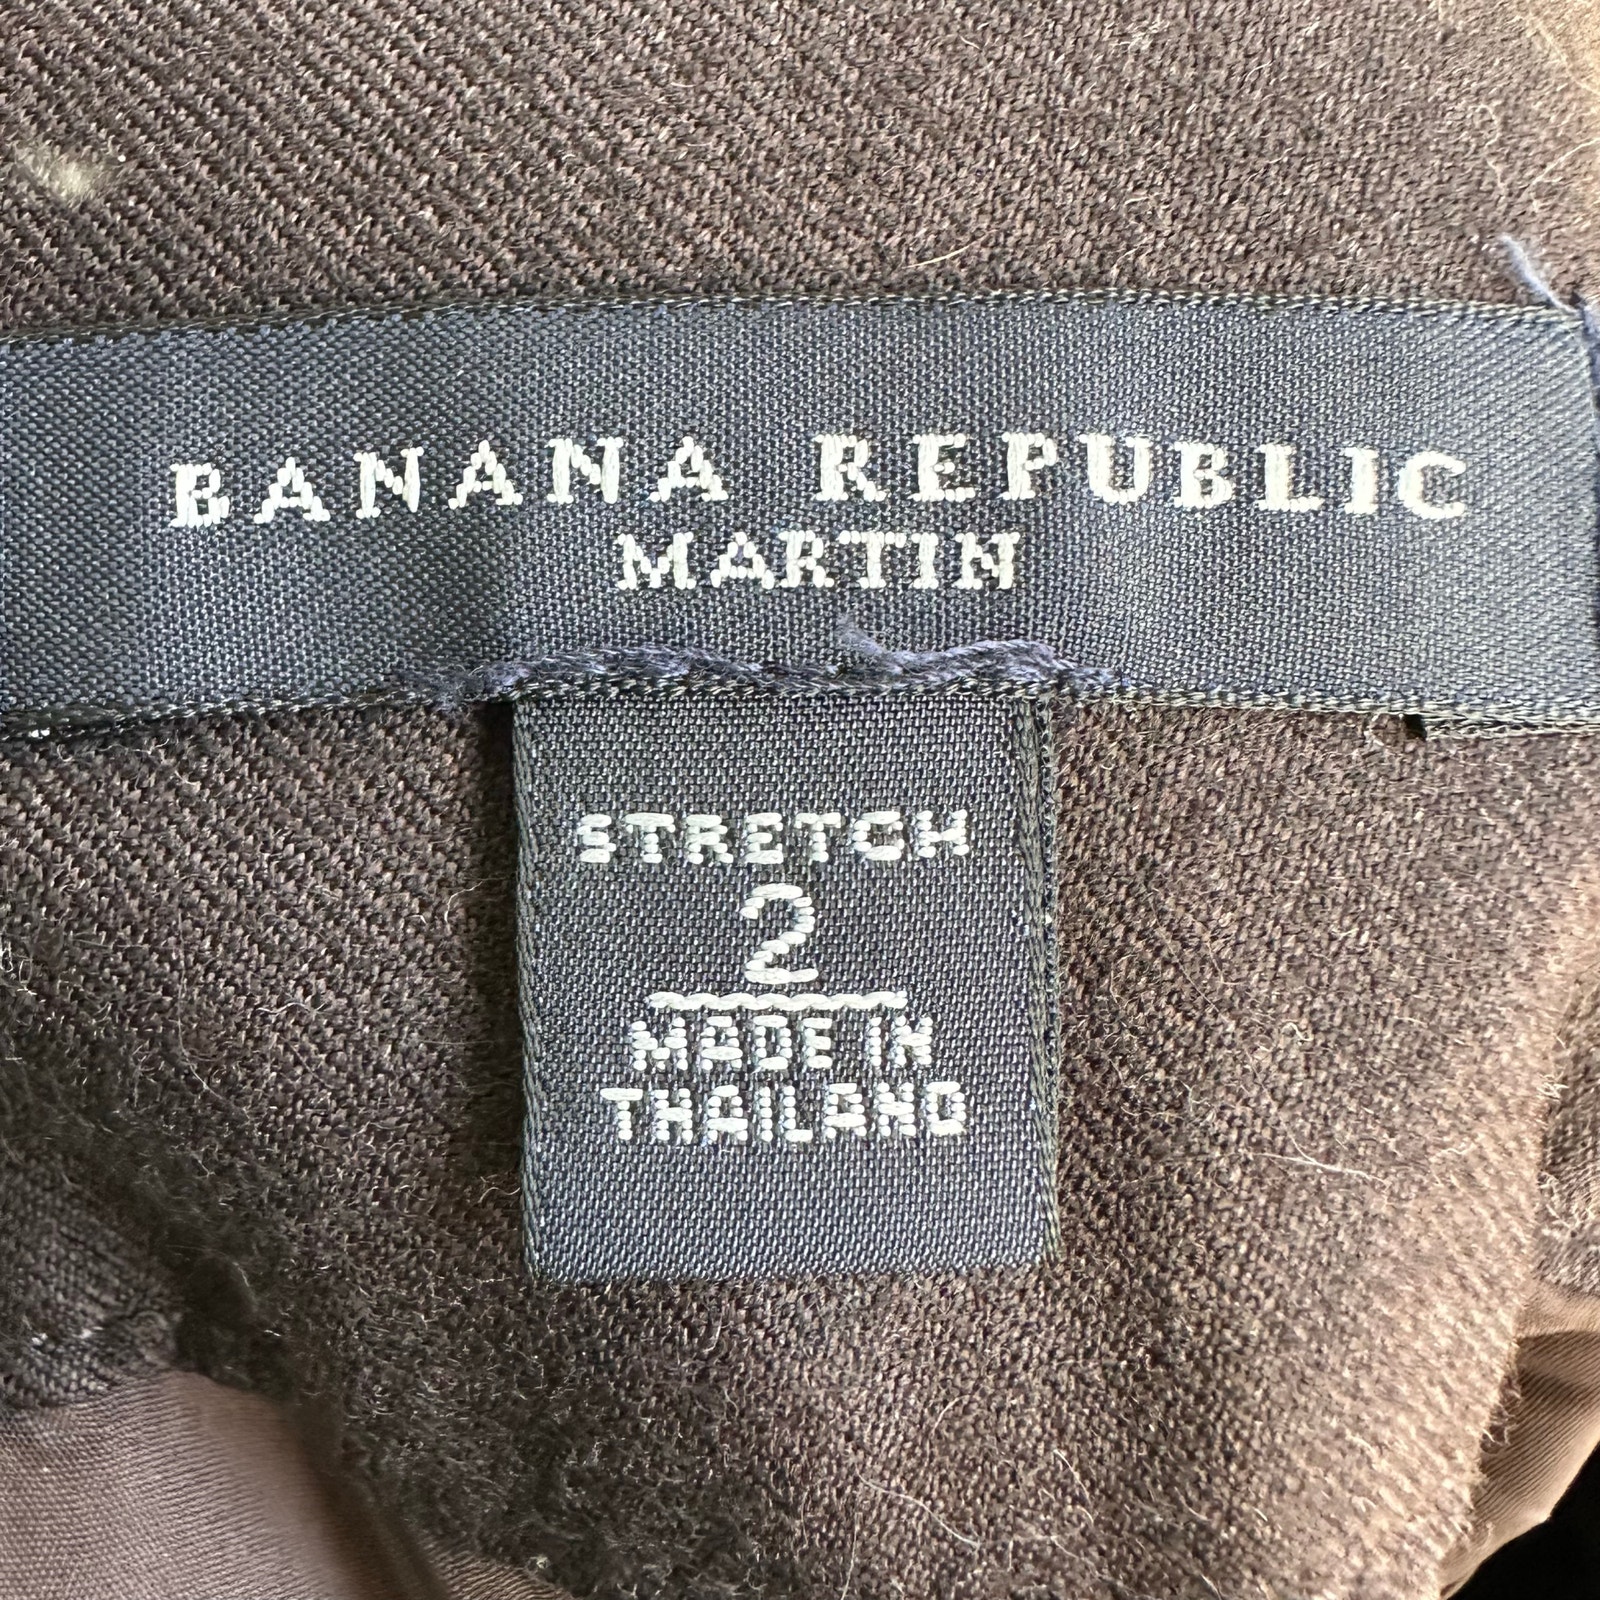 BANANA REPUBLIC
MARTIN
STRETCH
2
MADE IN
THAILAND